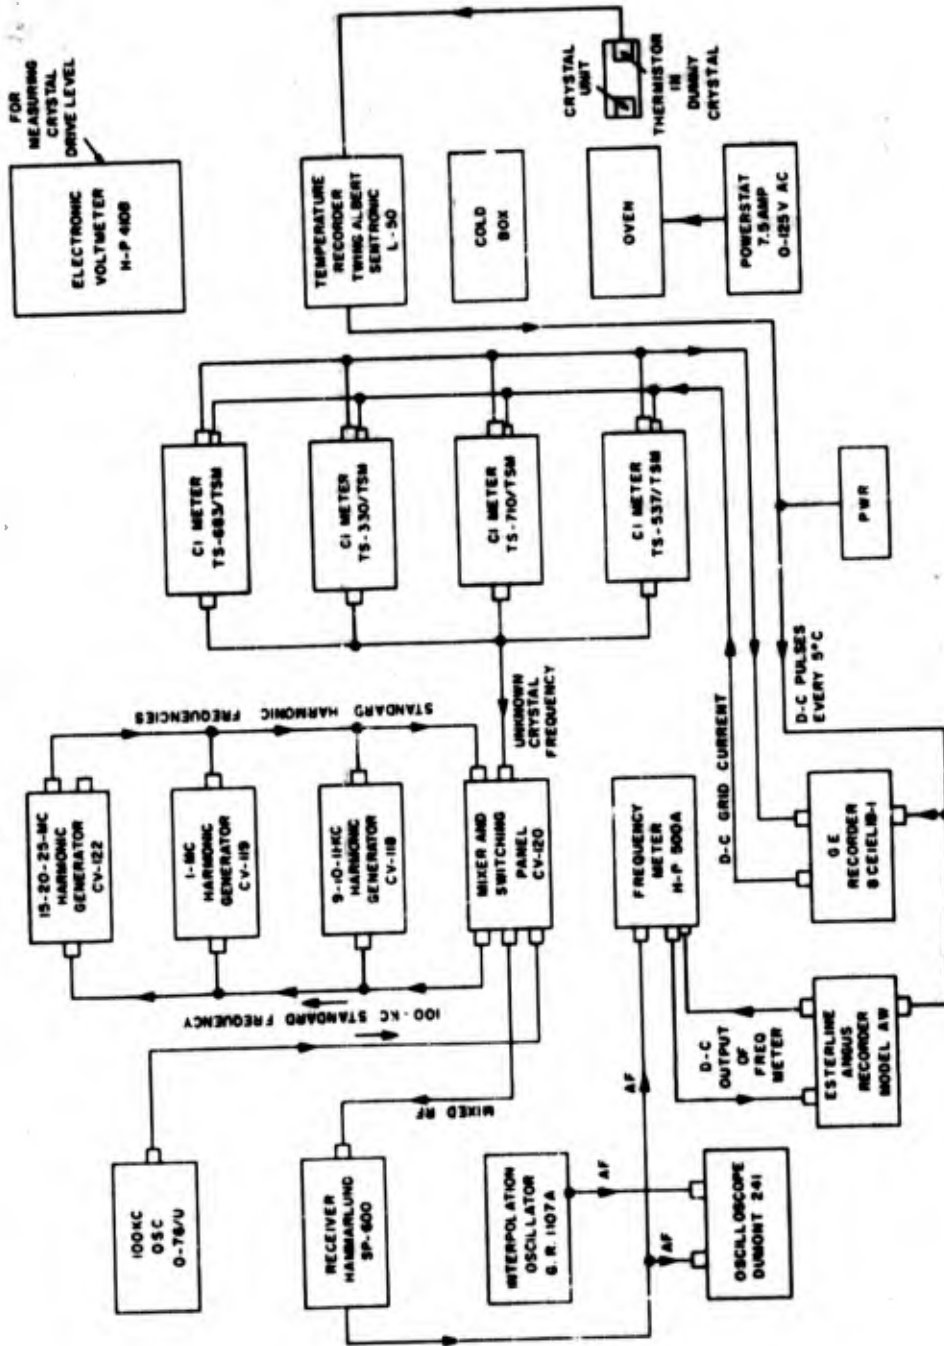 100KC
OSC
O-76/U
15-20-25-MC
HARMONIC
GENERATOR
CV-122
1-MC
HARMONIC
GENERATOR
CV-119
9-10-11KC
HARMONIC
GENERATOR
CV-118
MIXER AND
SWITCHING
PANEL
CV-120
STANDARD HARMONIC FREQUENCIES
100-KC STANDARD FREQUENCY
MIXED RF
UNKNOWN
CRYSTAL
FREQUENCY
RECEIVER
HAMMARLUNG
SP-600
INTERPOLATION
OSCILLATOR
G. R. 1107A
AF
AF
AF
OSCILLOSCOPE
DUMONT 241
FREQUENCY
METER
H-P 500A
D-C
OUTPUT
OF
FREQ
METER
ESTERLINE
ANGUS
RECORDER
MODEL AW
GE
RECORDER
8CE1EL1B-1
D-C GRID CURRENT
D-C PULSES
EVERY 5°C
PWR
CI METER
TS-683/TSM
CI METER
TS-330/TSM
CI METER
TS-710/TSM
CI METER
TS-537/TSM
ELECTRONIC
VOLTMETER
H-P 410B
FOR
MEASURING
CRYSTAL
DRIVE LEVEL
TEMPERATURE
RECORDER
TWING ALBERT
SENTRONIC
L-50
COLD
BOX
OVEN
POWERSTAT
7.5AMP
0-125V AC
CRYSTAL
UNIT
THERMISTOR
IN
DUMMY
CRYSTAL